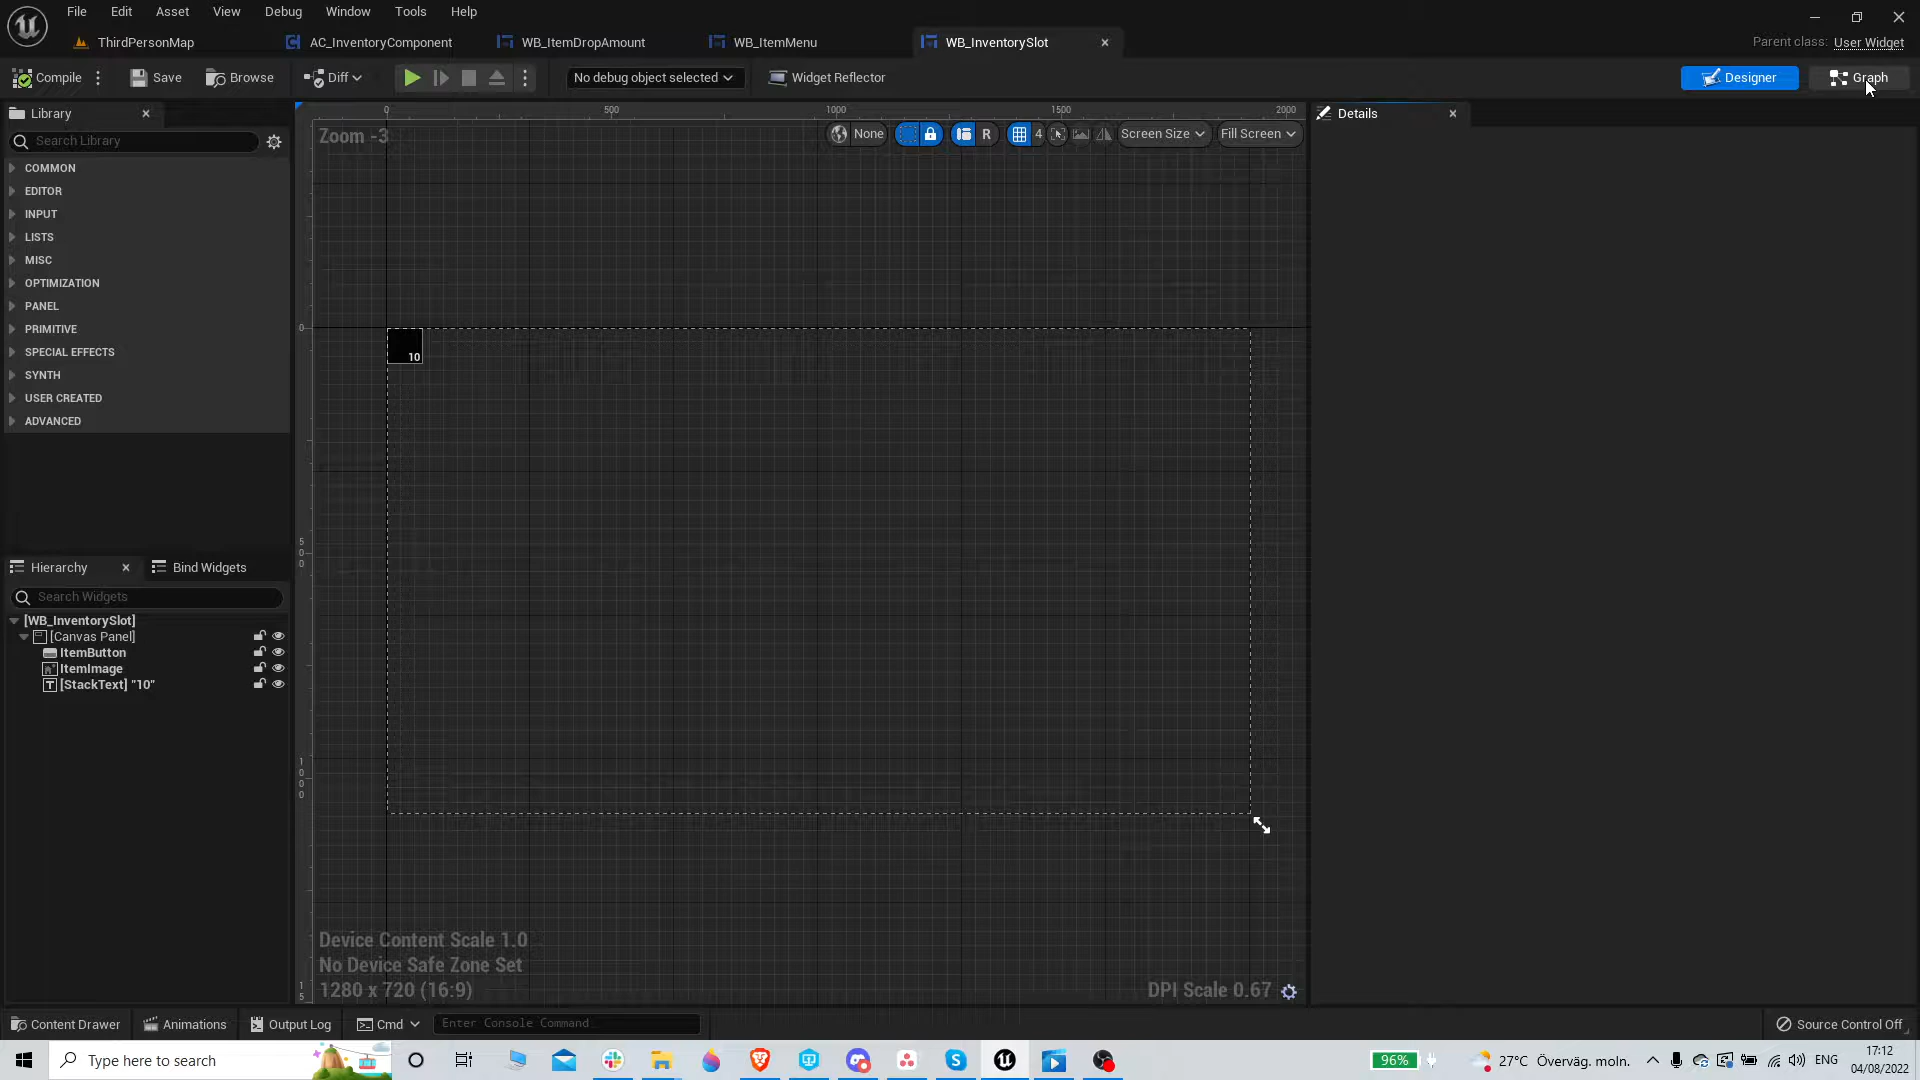 File Edit Asset View Debug Window Tools Help
ThirdPersonMap AC_InventoryComponent WB_ItemDropAmount WB_ItemMenu WB_InventorySlot Parent class: User Widget
Compile Save Browse Diff No debug object selected Widget Reflector Designer Graph
Library
Search Library
COMMON
EDITOR
INPUT
LISTS
MISC
OPTIMIZATION
PANEL
PRIMITIVE
SPECIAL EFFECTS
SYNTH
USER CREATED
ADVANCED
Hierarchy Bind Widgets
Search Widgets
[WB_InventorySlot]
[Canvas Panel]
ItemButton
ItemImage
[StackText] "10"
0 500 1000 1500 2000
Zoom -3 None R 4 Screen Size Fill Screen
0
10
500
1000
15
Device Content Scale 1.0
No Device Safe Zone Set
1280 x 720 (16:9) DPI Scale 0.67
Details
Content Drawer Animations Output Log Cmd Enter Console Command Source Control Off
Type here to search 96% 27°C Överväg. moln. ENG 17:12
04/08/2022